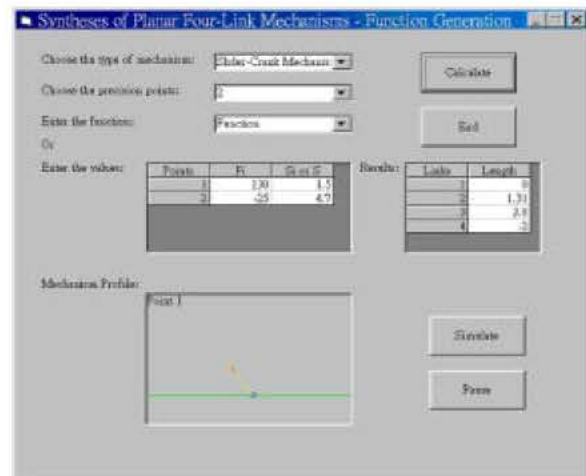 Syntheses of Planar Four-Link Mechanisms - Function Generation
Choose the type of mechanism: Slider-Crank Mechanism
Calculate
Choose the precision points: 2
Enter the function: Function
End
Or
Enter the values:
Points Fi Si or S
1 130 1.5
2 -25 4.7
Results:
Links Length
1 0
2 1.31
3
4 -2
Mechanism Profile:
Point 1
Simulate
Pause